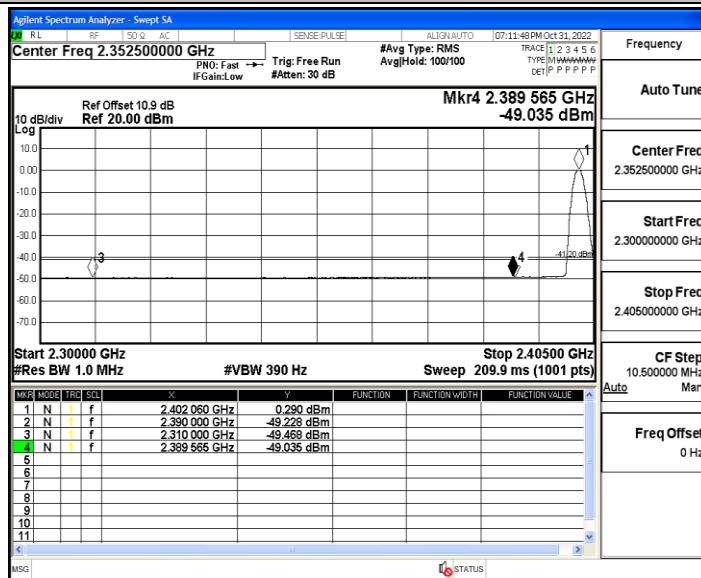 Agilent Spectrum Analyzer - Swept SA
RL RF 50 Ω AC SENSE:PULSE ALIGN AUTO 07:11:48 PM Oct 31, 2022
Center Freq 2.352500000 GHz
PNO: Fast
IFGain:Low
Trig: Free Run
#Atten: 30 dB
#Avg Type: RMS
Avg|Hold: 100/100
TRACE 1 2 3 4 5 6
TYPE M W W W W W
DET P P P P P P
Ref Offset 10.9 dB
10 dB/div Ref 20.00 dBm
Log
Mkr4 2.389 565 GHz
-49.035 dBm
10.0
0.00
-10.0
-20.0
-30.0
-40.0
-50.0
-60.0
-70.0
1
3
4
-41.20 dBm
Start 2.30000 GHz Stop 2.40500 GHz
#Res BW 1.0 MHz #VBW 390 Hz Sweep 209.9 ms (1001 pts)
MKR MODE TRC SCL X Y FUNCTION FUNCTION WIDTH FUNCTION VALUE
1 N 1 f 2.402 060 GHz 0.290 dBm
2 N 1 f 2.390 000 GHz -49.228 dBm
3 N 1 f 2.310 000 GHz -49.468 dBm
4 N 1 f 2.389 565 GHz -49.035 dBm
5
6
7
8
9
10
11
MSG STATUS
Frequency
Auto Tune
Center Freq
2.352500000 GHz
Start Freq
2.300000000 GHz
Stop Freq
2.405000000 GHz
CF Step
10.500000 MHz
Auto Man
Freq Offset
0 Hz